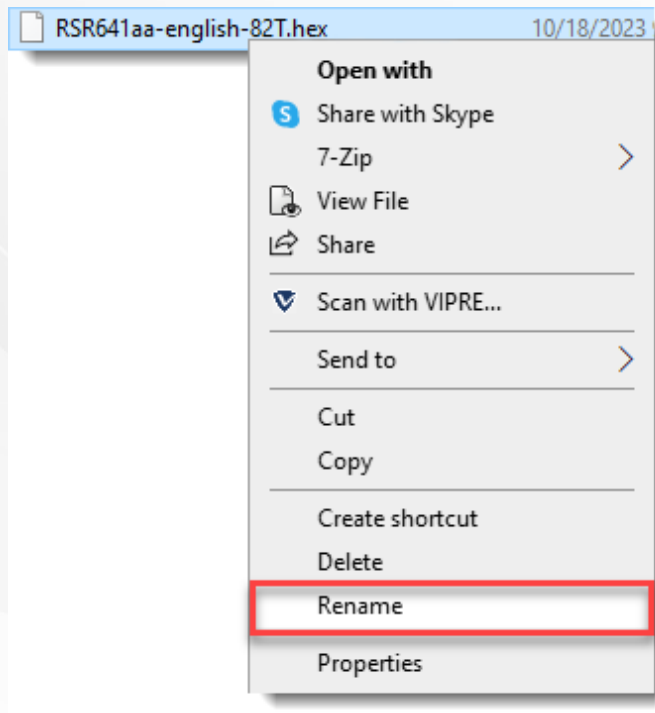 RSR641aa-english-82T.hex 10/18/2023
Open with
Share with Skype
7-Zip
View File
Share
Scan with VIPRE...
Send to
Cut
Copy
Create shortcut
Delete
Rename
Properties